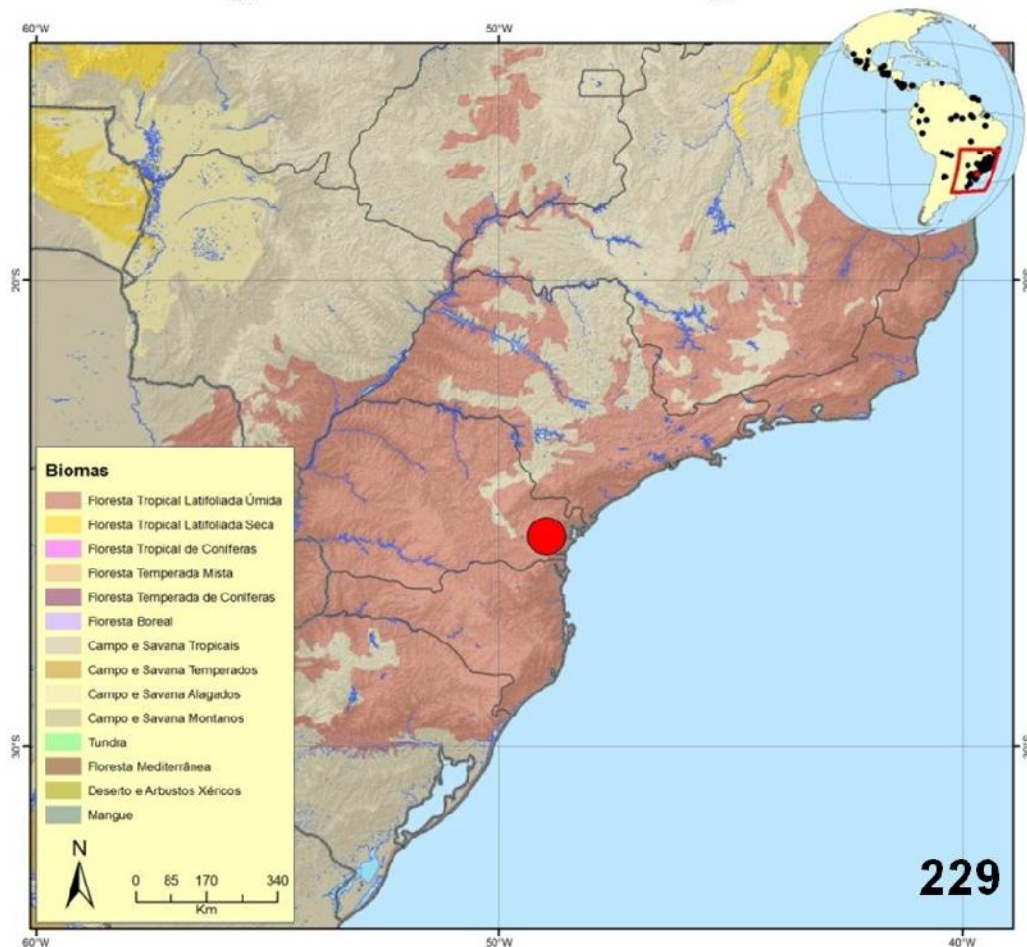 60°W 50°W
20°S 20°S
Biomas
Floresta Tropical Latifoliada Úmida
Floresta Tropical Latifoliada Seca
Floresta Tropical de Coníferas
Floresta Temperada Mista
Floresta Temperada de Coníferas
Floresta Boreal
Campo e Savana Tropicais
Campo e Savana Temperados
Campo e Savana Alagados
Campo e Savana Montanos
Tundra
Floresta Mediterrânea
Deserto e Arbustos Xéricos
Mangue
30°S 30°S
N
0 85 170 340
Km
229
60°W 50°W 40°W